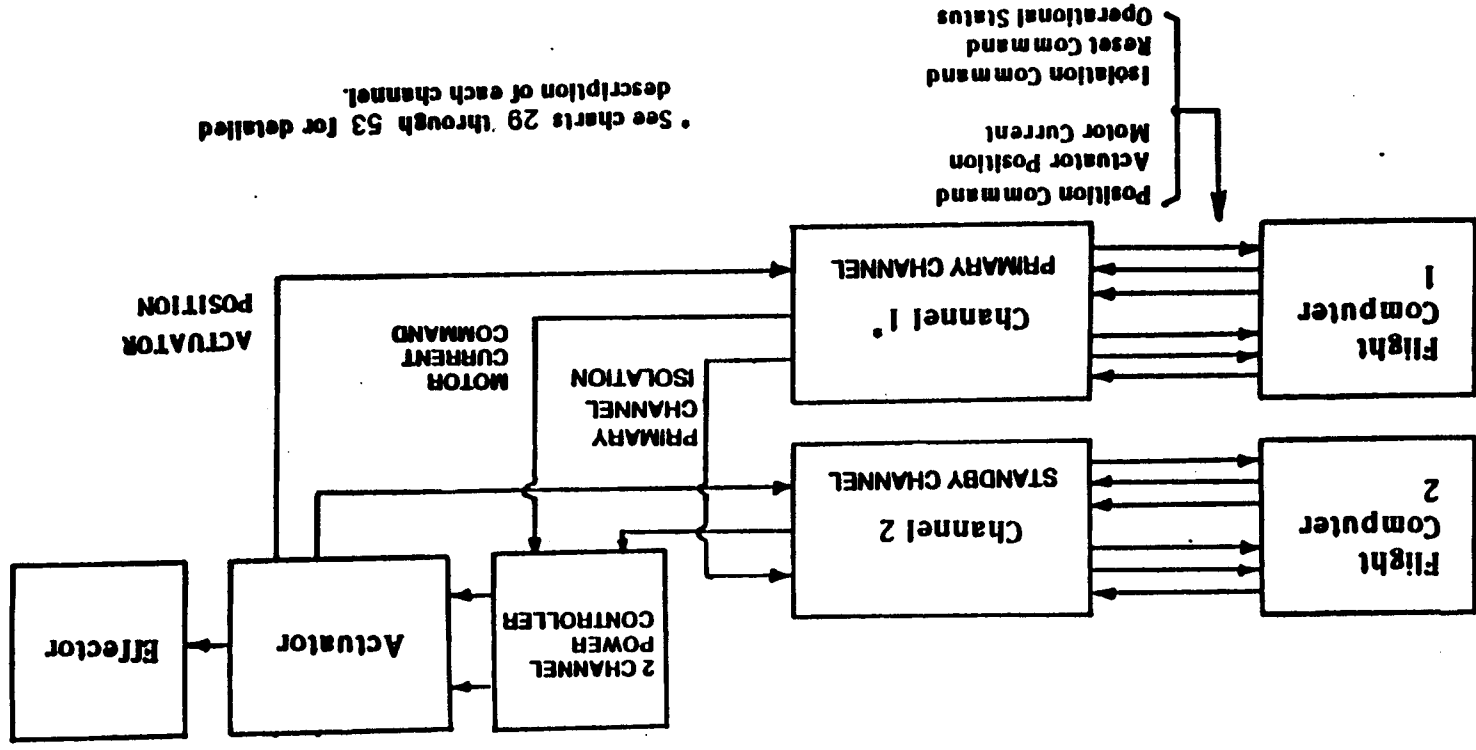 Flight
Computer
2
Channel 2
STANDBY CHANNEL
2 CHANNEL
POWER
CONTROLLER
Actuator
Effector
Flight
Computer
1
Channel 1*
PRIMARY CHANNEL
PRIMARY
CHANNEL
ISOLATION
MOTOR
CURRENT
COMMAND
ACTUATOR
POSITION
Position Command
Actuator Position
Motor Current
Isolation Command
Reset Command
Operational Status
* See charts 29 through 53 for detailed
description of each channel.